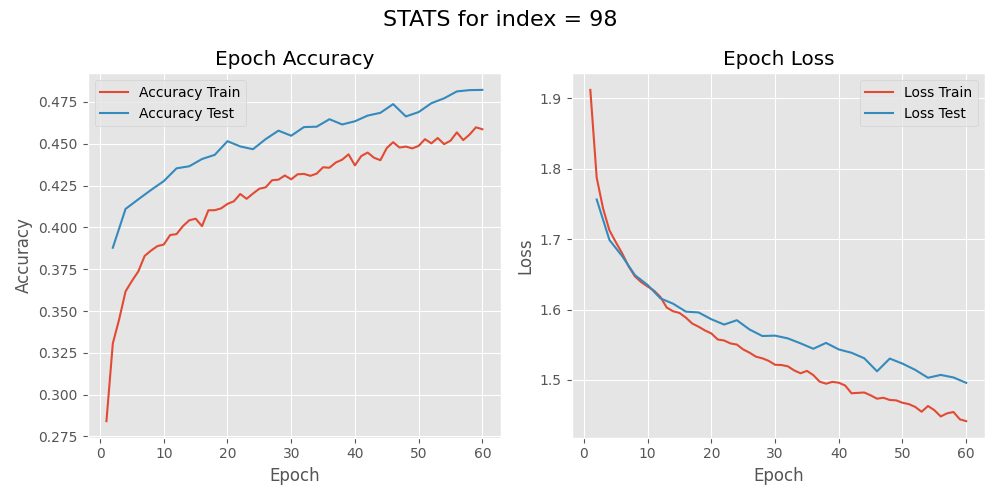 STATS for index = 98
Epoch Accuracy
Accuracy Train
Accuracy Test
0.475
0.450
0.425
0.400
0.375
0.350
0.325
0.300
0.275
Accuracy
0 10 20 30 40 50 60
Epoch
Epoch Loss
Loss Train
Loss Test
1.9
1.8
1.7
1.6
1.5
Loss
0 10 20 30 40 50 60
Epoch